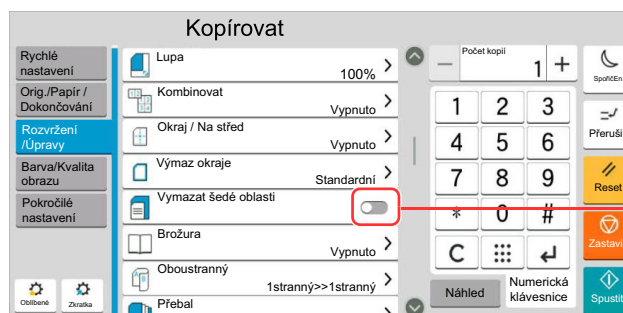 Kopírovat
Rychlé
nastavení
Orig./Papír /
Dokončování
Rozvržení
/Úpravy
Barva/Kvalita
obrazu
Pokročilé
nastavení
Oblíbené
Zkratka
Lupa
100%
Kombinovat
Vypnuto
Okraj / Na střed
Vypnuto
Výmaz okraje
Standardní
Vymazat šedé oblasti
Brožura
Vypnuto
Oboustranný
1stranný>>1stranný
Přebal
Počet kopií
1
1 2 3
4 5 6
7 8 9
* 0 #
C
Náhled
Numerická
klávesnice
SpořičEn.
Přeruši
Reset
Zastavi
Spustit